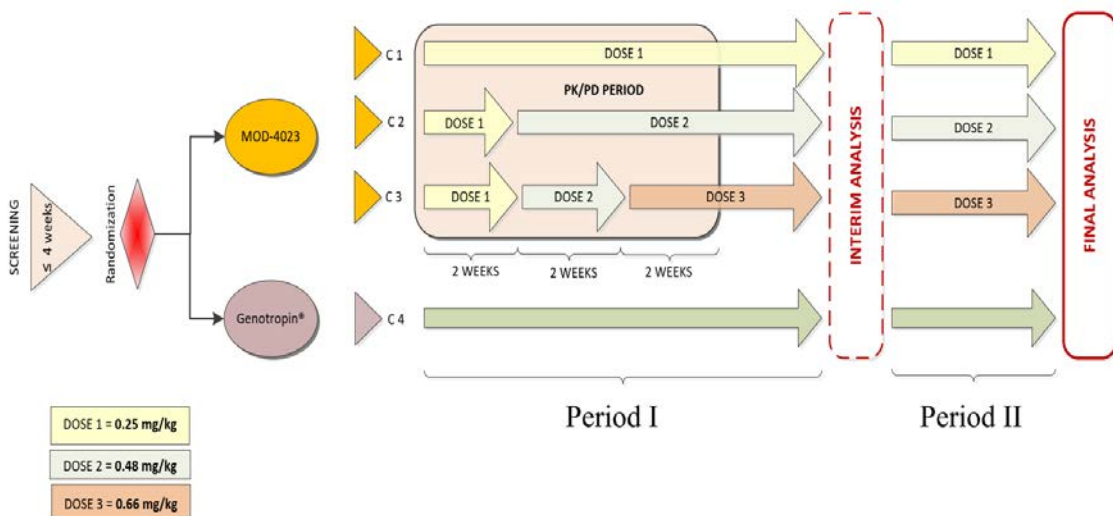 SCREENING
≤ 4 weeks
Randomization
MOD-4023
Genotropin®
C 1
DOSE 1
PK/PD PERIOD
C 2
DOSE 1
DOSE 2
C 3
DOSE 1
DOSE 2
DOSE 3
2 WEEKS
2 WEEKS
2 WEEKS
C 4
Period I
INTERIM ANALYSIS
DOSE 1
DOSE 2
DOSE 3
Period II
FINAL ANALYSIS
DOSE 1 = 0.25 mg/kg
DOSE 2 = 0.48 mg/kg
DOSE 3 = 0.66 mg/kg